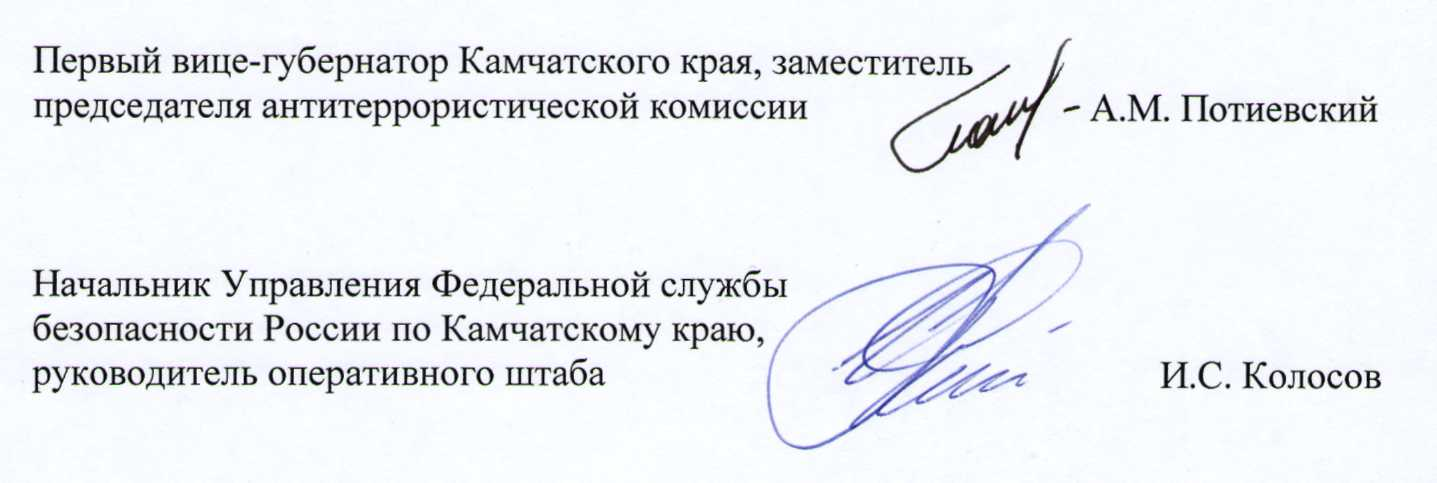 Первый вице-губернатор Камчатского края, заместитель
председателя антитеррористической комиссии
А.М. Потиевский
Начальник Управления Федеральной службы
безопасности России по Камчатскому краю,
руководитель оперативного штаба
И.С. Колосов